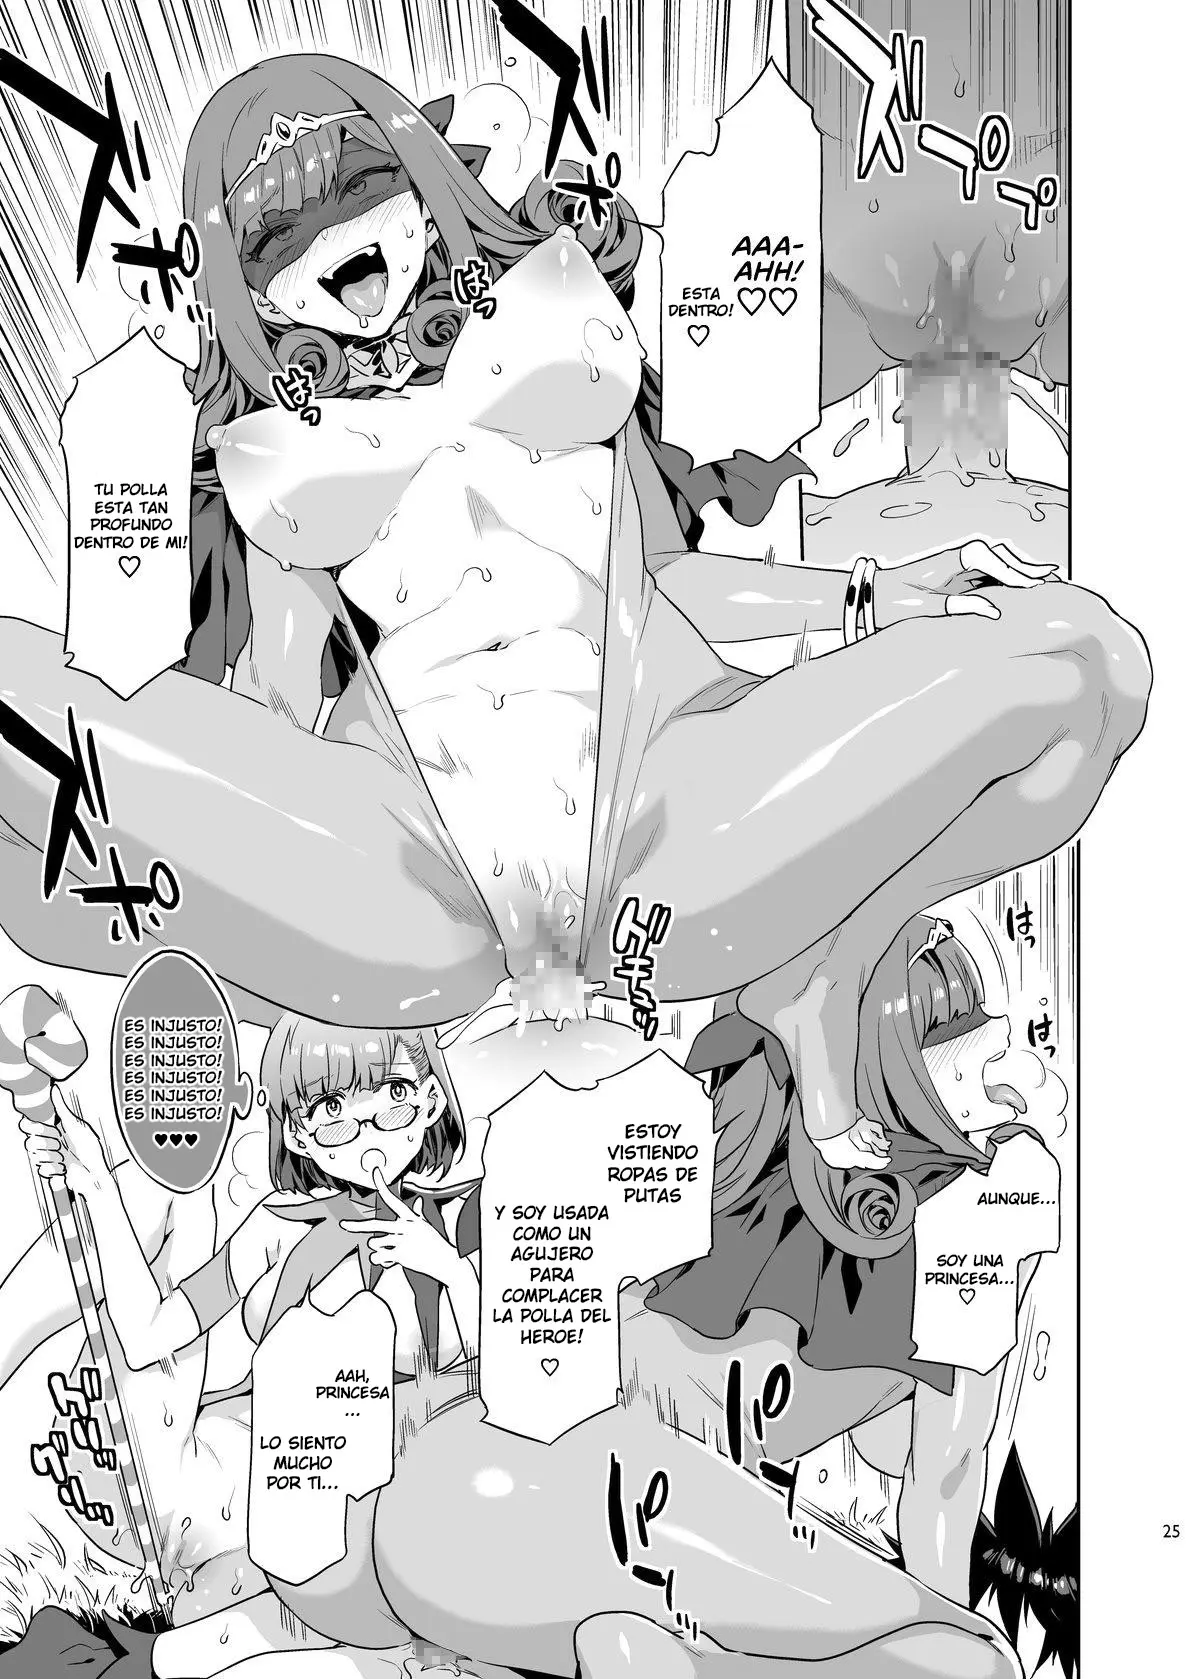 AAA-
AHH!
♡♡
ESTA
DENTRO!
♡
TU POLLA
ESTA TAN
PROFUNDO
DENTRO DE MI!
♡
AUNQUE...
SOY UNA
PRINCESA...
♡
ESTOY
VISTIENDO
ROPAS DE
PUTAS
Y SOY USADA
COMO UN
AGUJERO
PARA
COMPLACER
LA POLLA DEL
HEROE!
♡
ES INJUSTO!
ES INJUSTO!
ES INJUSTO!
ES INJUSTO!
ES INJUSTO!
ES INJUSTO!
♥♥♥
AAH,
PRINCESA
...
LO SIENTO
MUCHO
POR TI...
はっ
はっ
はっ
はっ
25